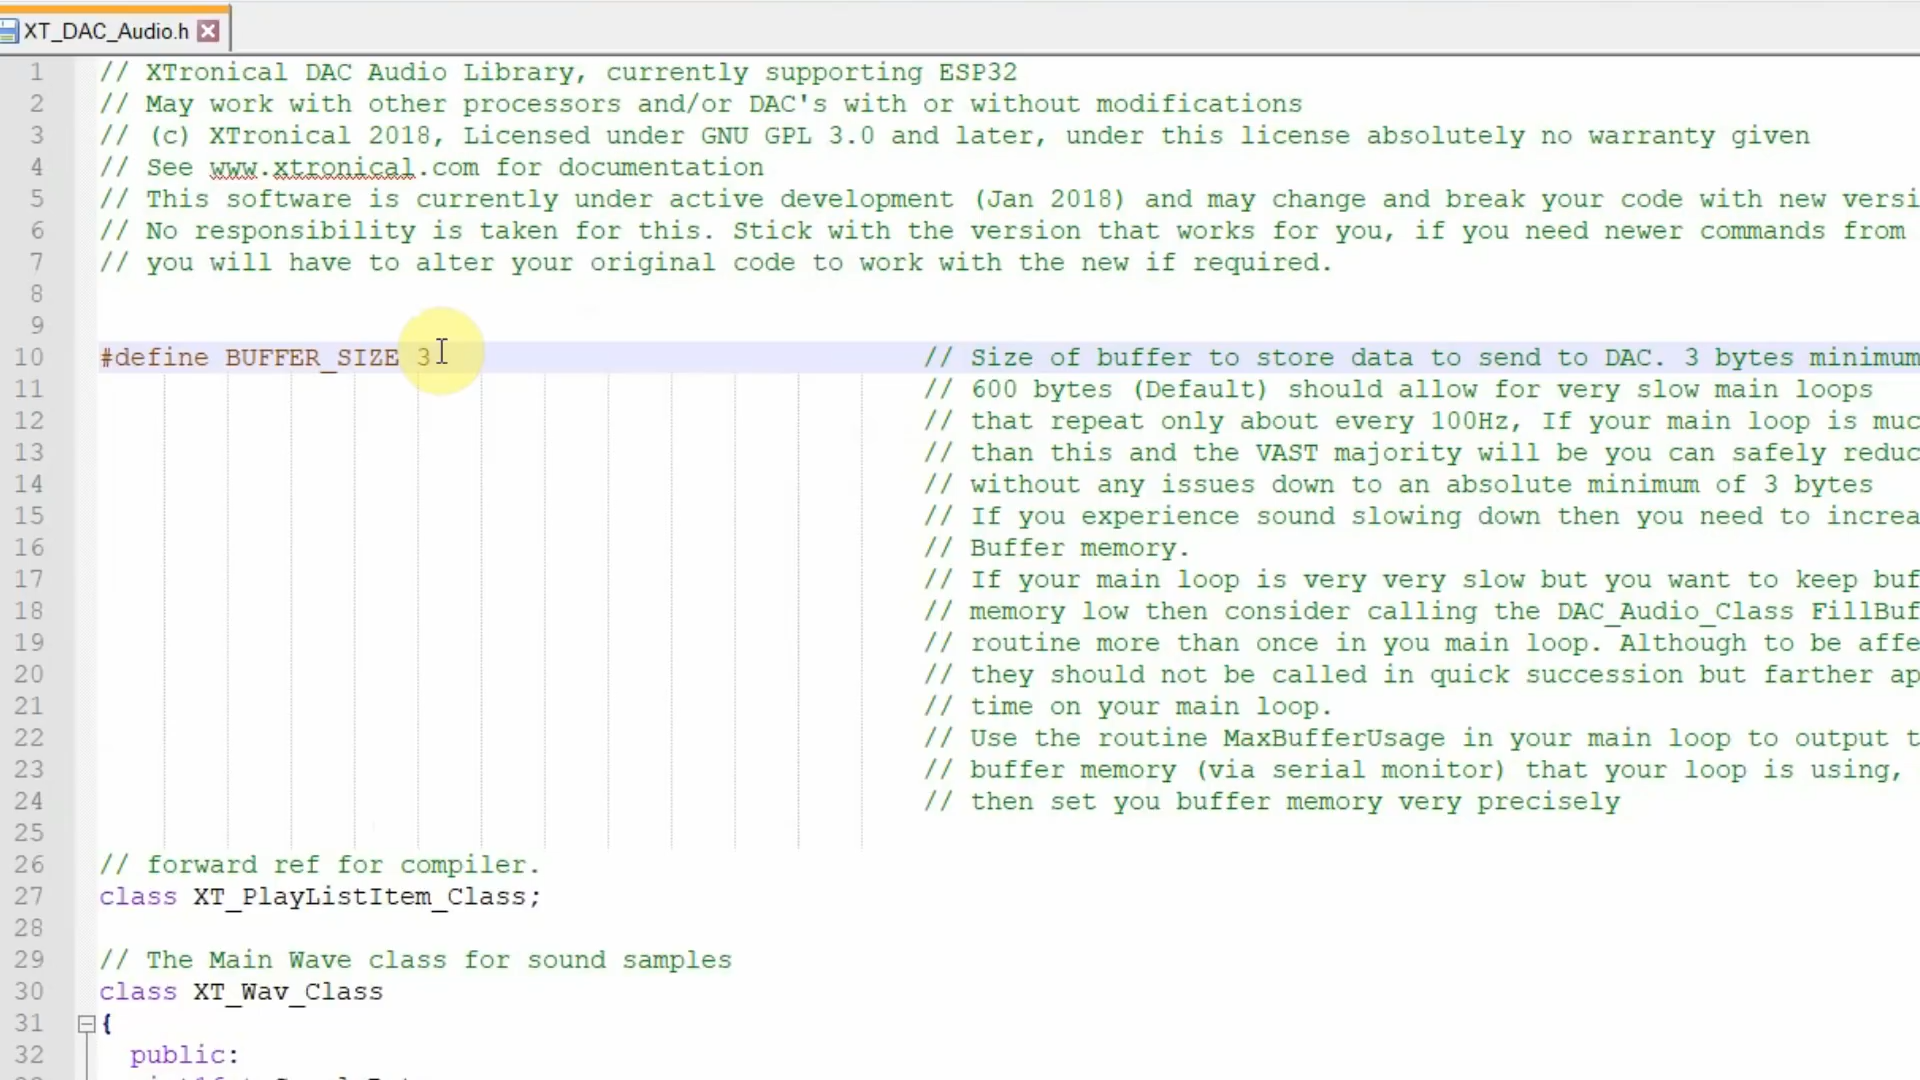 XT_DAC_Audio.h
1 // XTronical DAC Audio Library, currently supporting ESP32
2 // May work with other processors and/or DAC's with or without modifications
3 // (c) XTronical 2018, Licensed under GNU GPL 3.0 and later, under this license absolutely no warranty given
4 // See www.xtronical.com for documentation
5 // This software is currently under active development (Jan 2018) and may change and break your code with new versi
6 // No responsibility is taken for this. Stick with the version that works for you, if you need newer commands from
7 // you will have to alter your original code to work with the new if required.
8
9
10 #define BUFFER_SIZE 3 // Size of buffer to store data to send to DAC. 3 bytes minimum
11 // 600 bytes (Default) should allow for very slow main loops
12 // that repeat only about every 100Hz, If your main loop is muc
13 // than this and the VAST majority will be you can safely reduc
14 // without any issues down to an absolute minimum of 3 bytes
15 // If you experience sound slowing down then you need to increa
16 // Buffer memory.
17 // If your main loop is very very slow but you want to keep buf
18 // memory low then consider calling the DAC_Audio_Class FillBuf
19 // routine more than once in you main loop. Although to be affe
20 // they should not be called in quick succession but farther ap
21 // time on your main loop.
22 // Use the routine MaxBufferUsage in your main loop to output t
23 // buffer memory (via serial monitor) that your loop is using,
24 // then set you buffer memory very precisely
25
26 // forward ref for compiler.
27 class XT_PlayListItem_Class;
28
29 // The Main Wave class for sound samples
30 class XT_Wav_Class
31 {
32 public: